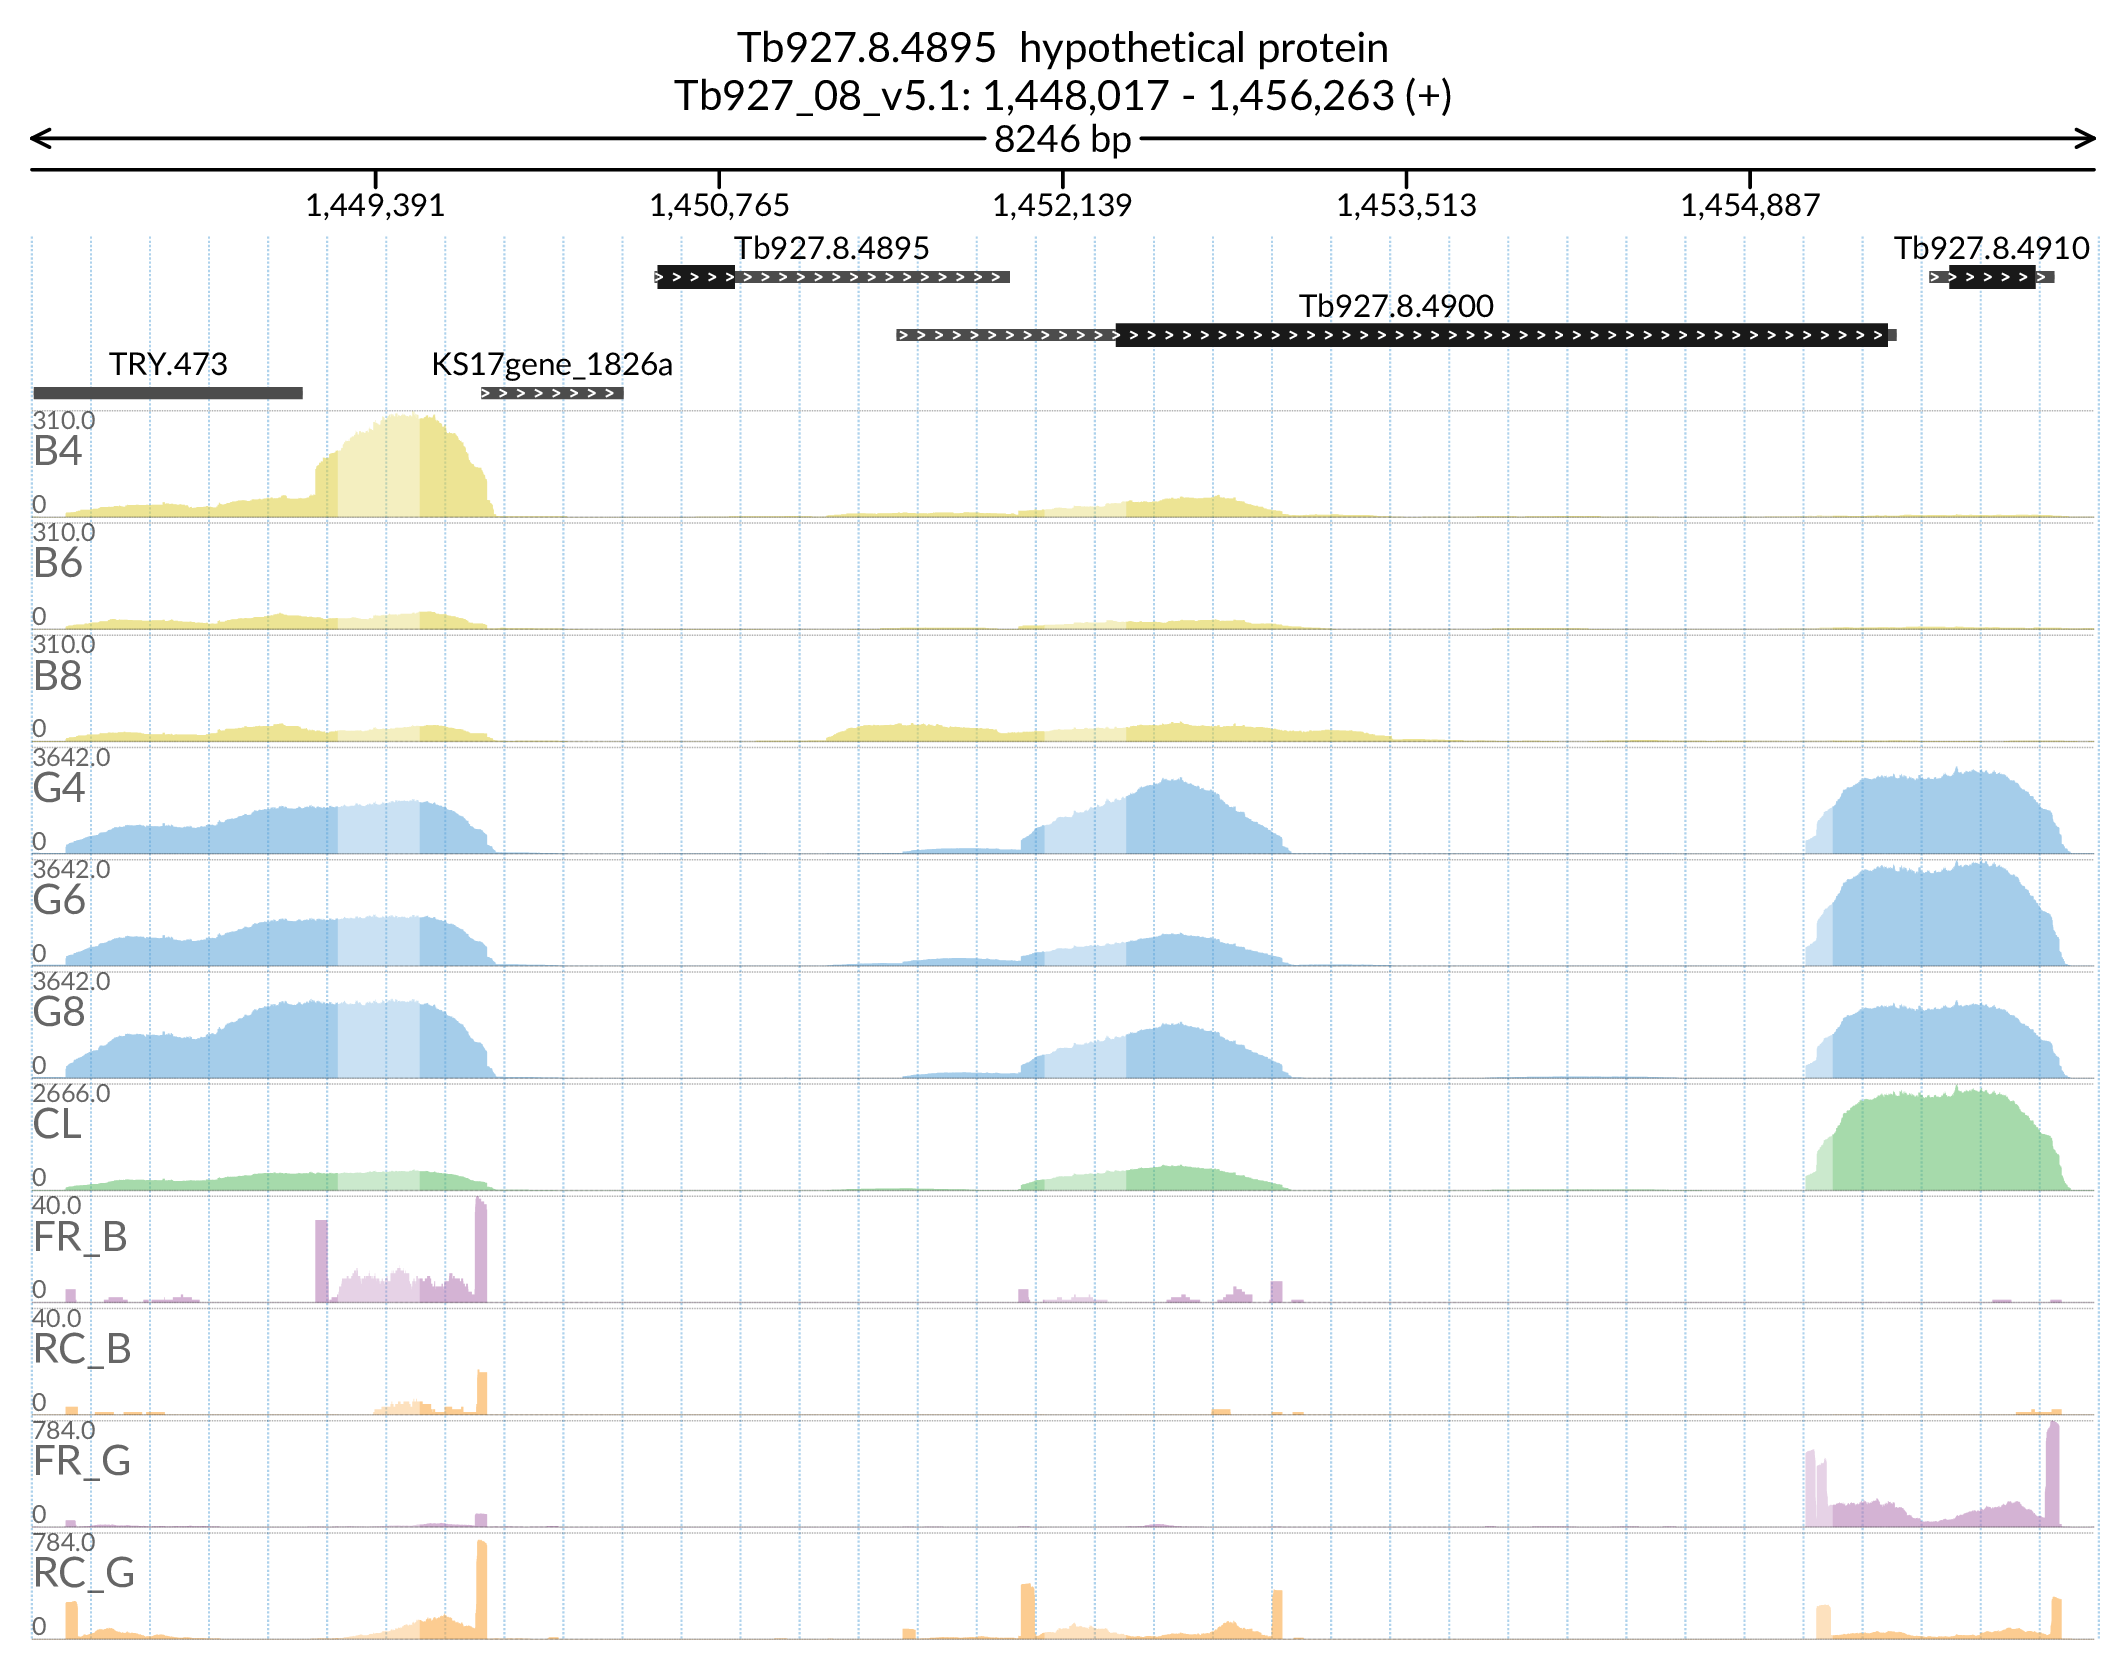 Tb927.8.4895  hypothetical protein
Tb927_08_v5.1: 1,448,017 - 1,456,263 (+)
8246 bp
1,449,391 1,450,765 1,452,139 1,453,513 1,454,887
Tb927.8.4895 Tb927.8.4910
Tb927.8.4900
TRY.473 KS17gene_1826a
310.0
B4
0
310.0
B6
0
310.0
B8
0
3642.0
G4
0
3642.0
G6
0
3642.0
G8
0
2666.0
CL
0
40.0
FR_B
0
40.0
RC_B
0
784.0
FR_G
0
784.0
RC_G
0